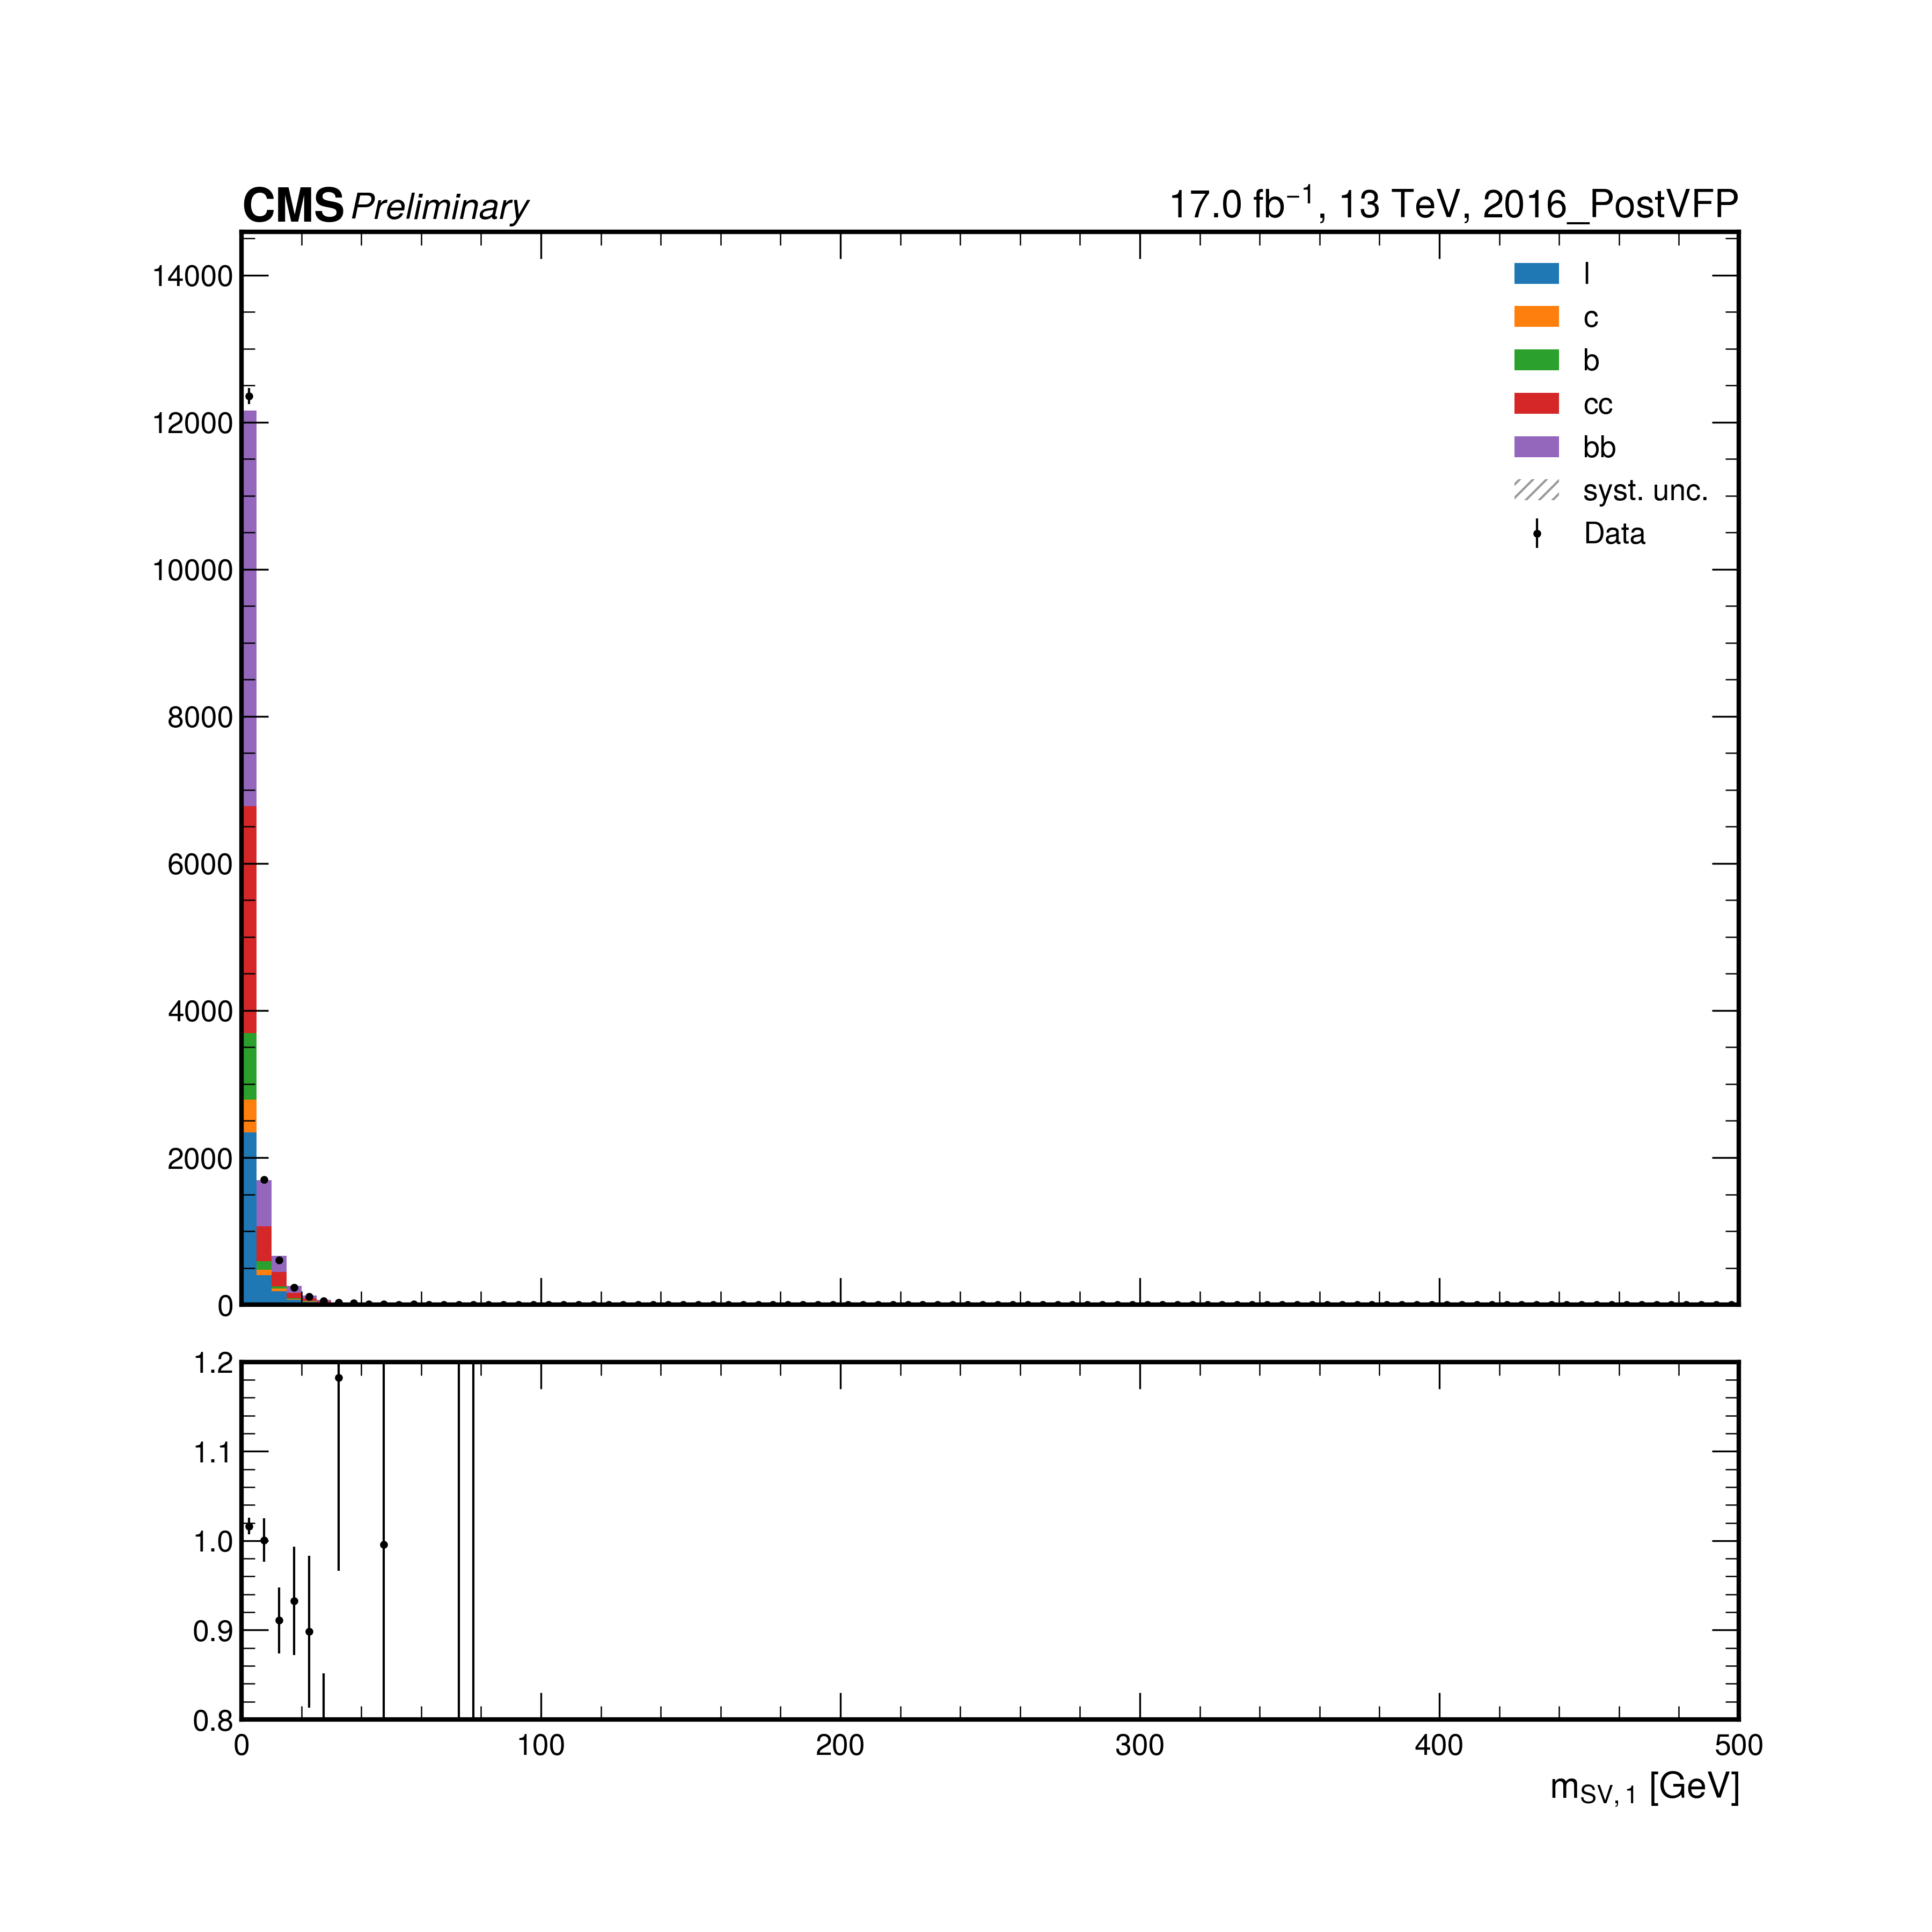 CMS Preliminary
17.0 fb⁻¹, 13 TeV, 2016_PostVFP
14000
12000
10000
8000
6000
4000
2000
0
l
c
b
cc
bb
syst. unc.
Data
1.2
1.1
1.0
0.9
0.8
0 100 200 300 400 500
m_{SV, 1} [GeV]